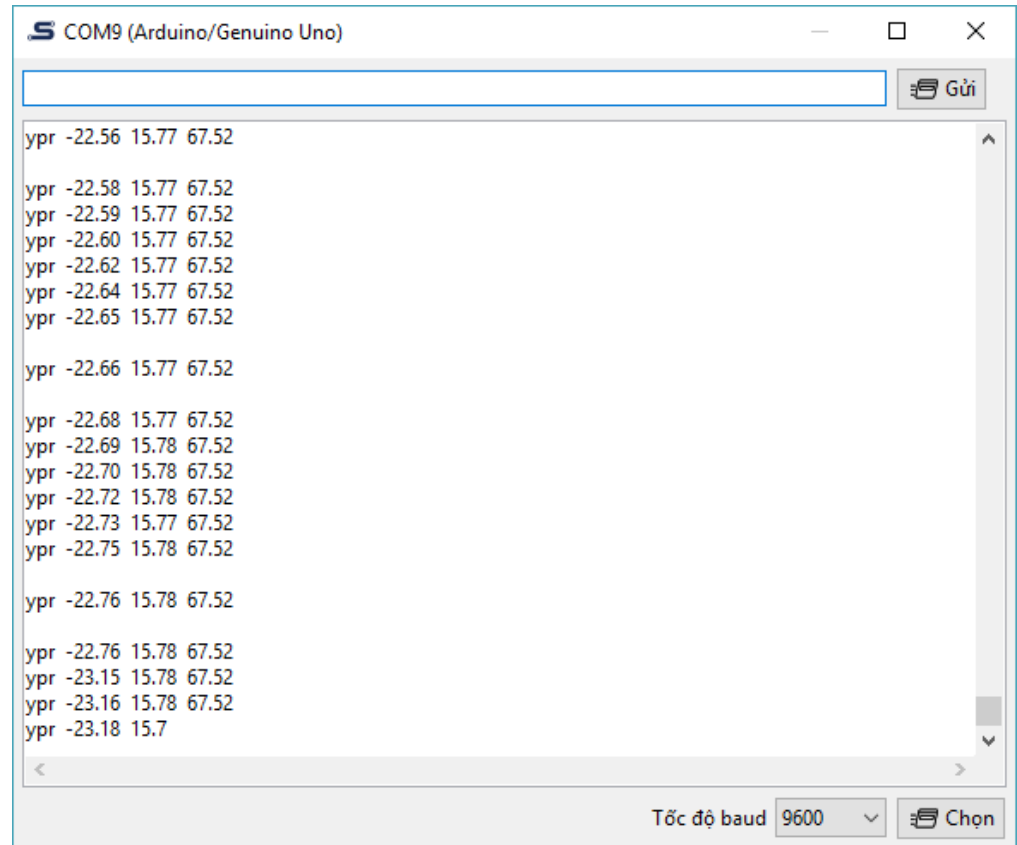 COM9 (Arduino/Genuino Uno)
Gửi
ypr -22.56 15.77 67.52
ypr -22.58 15.77 67.52
ypr -22.59 15.77 67.52
ypr -22.60 15.77 67.52
ypr -22.62 15.77 67.52
ypr -22.64 15.77 67.52
ypr -22.65 15.77 67.52
ypr -22.66 15.77 67.52
ypr -22.68 15.77 67.52
ypr -22.69 15.78 67.52
ypr -22.70 15.78 67.52
ypr -22.72 15.78 67.52
ypr -22.73 15.77 67.52
ypr -22.75 15.78 67.52
ypr -22.76 15.78 67.52
ypr -22.76 15.78 67.52
ypr -23.15 15.78 67.52
ypr -23.16 15.78 67.52
ypr -23.18 15.7
Tốc độ baud 9600 Chọn